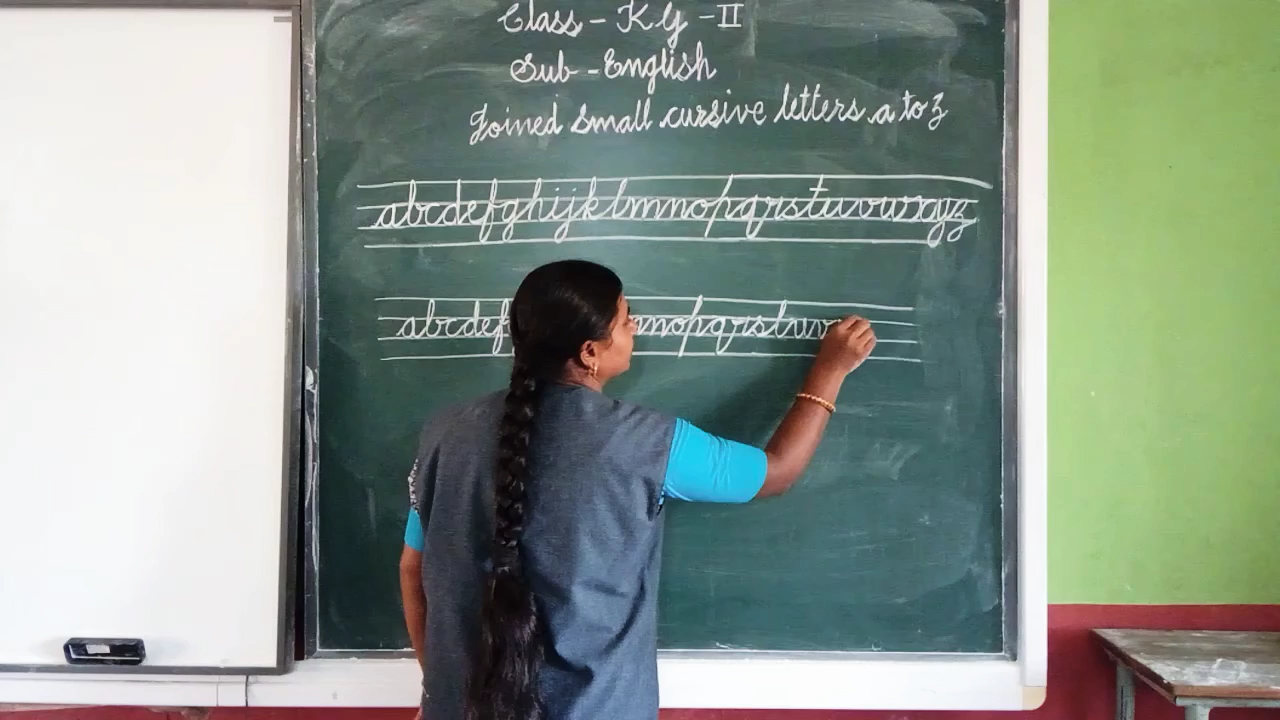 Class - K.G - II
Sub - English
Joined small cursive letters a to z
abcdefghijklmnopqrstuvwxyz
abcdef mnopqrstuv